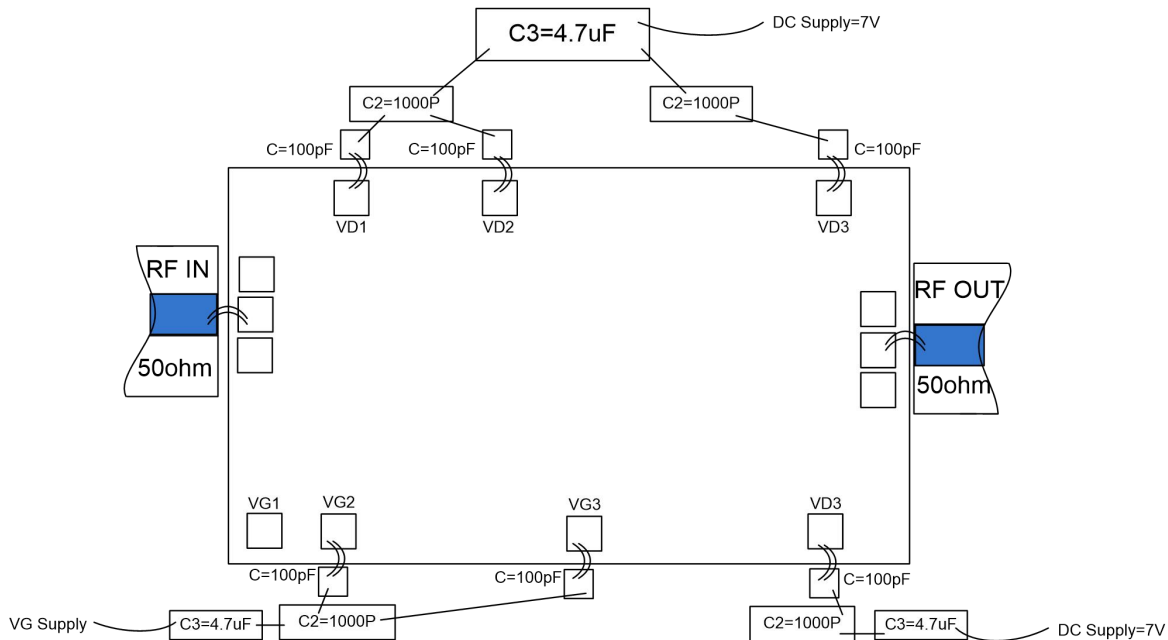 C3=4.7uF
DC Supply=7V
C2=1000P
C2=1000P
C=100pF
C=100pF
C=100pF
VD1
VD2
VD3
RF IN
50ohm
RF OUT
50ohm
VG1
VG2
VG3
VD3
C=100pF
C=100pF
C=100pF
VG Supply
C3=4.7uF
C2=1000P
C2=1000P
C3=4.7uF
DC Supply=7V